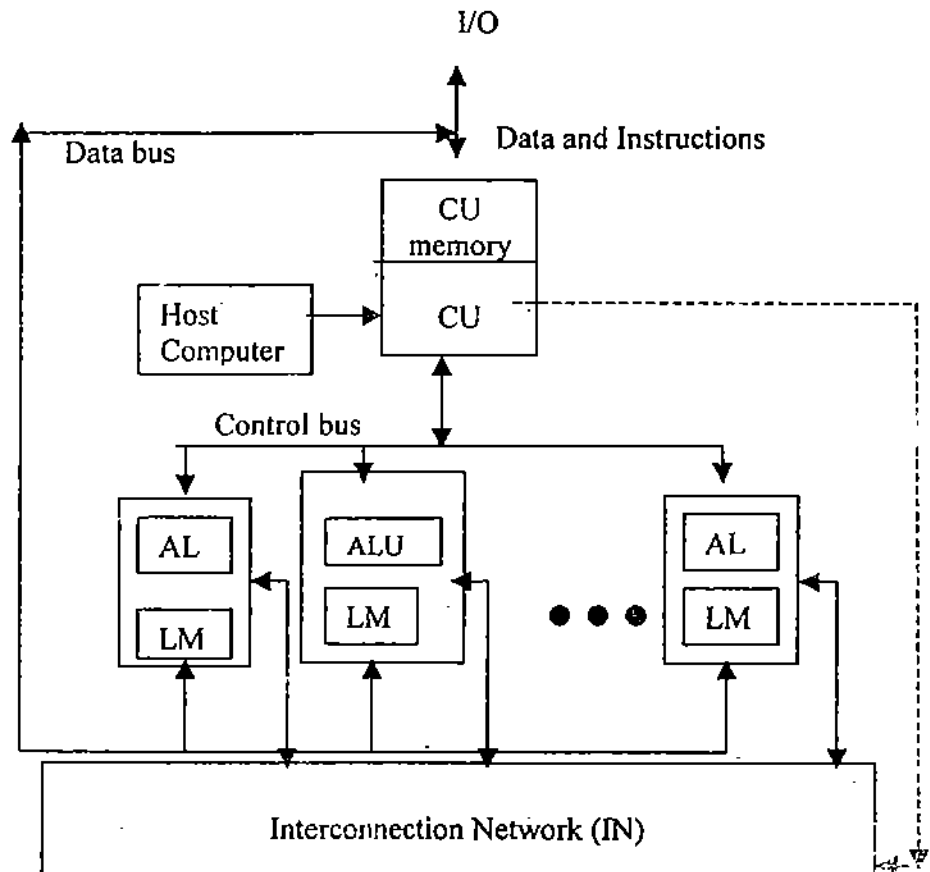 I/O
Data bus
Data and Instructions
CU
memory
Host
Computer
CU
Control bus
AL
ALU
AL
LM
LM
LM
Interconnection Network (IN)